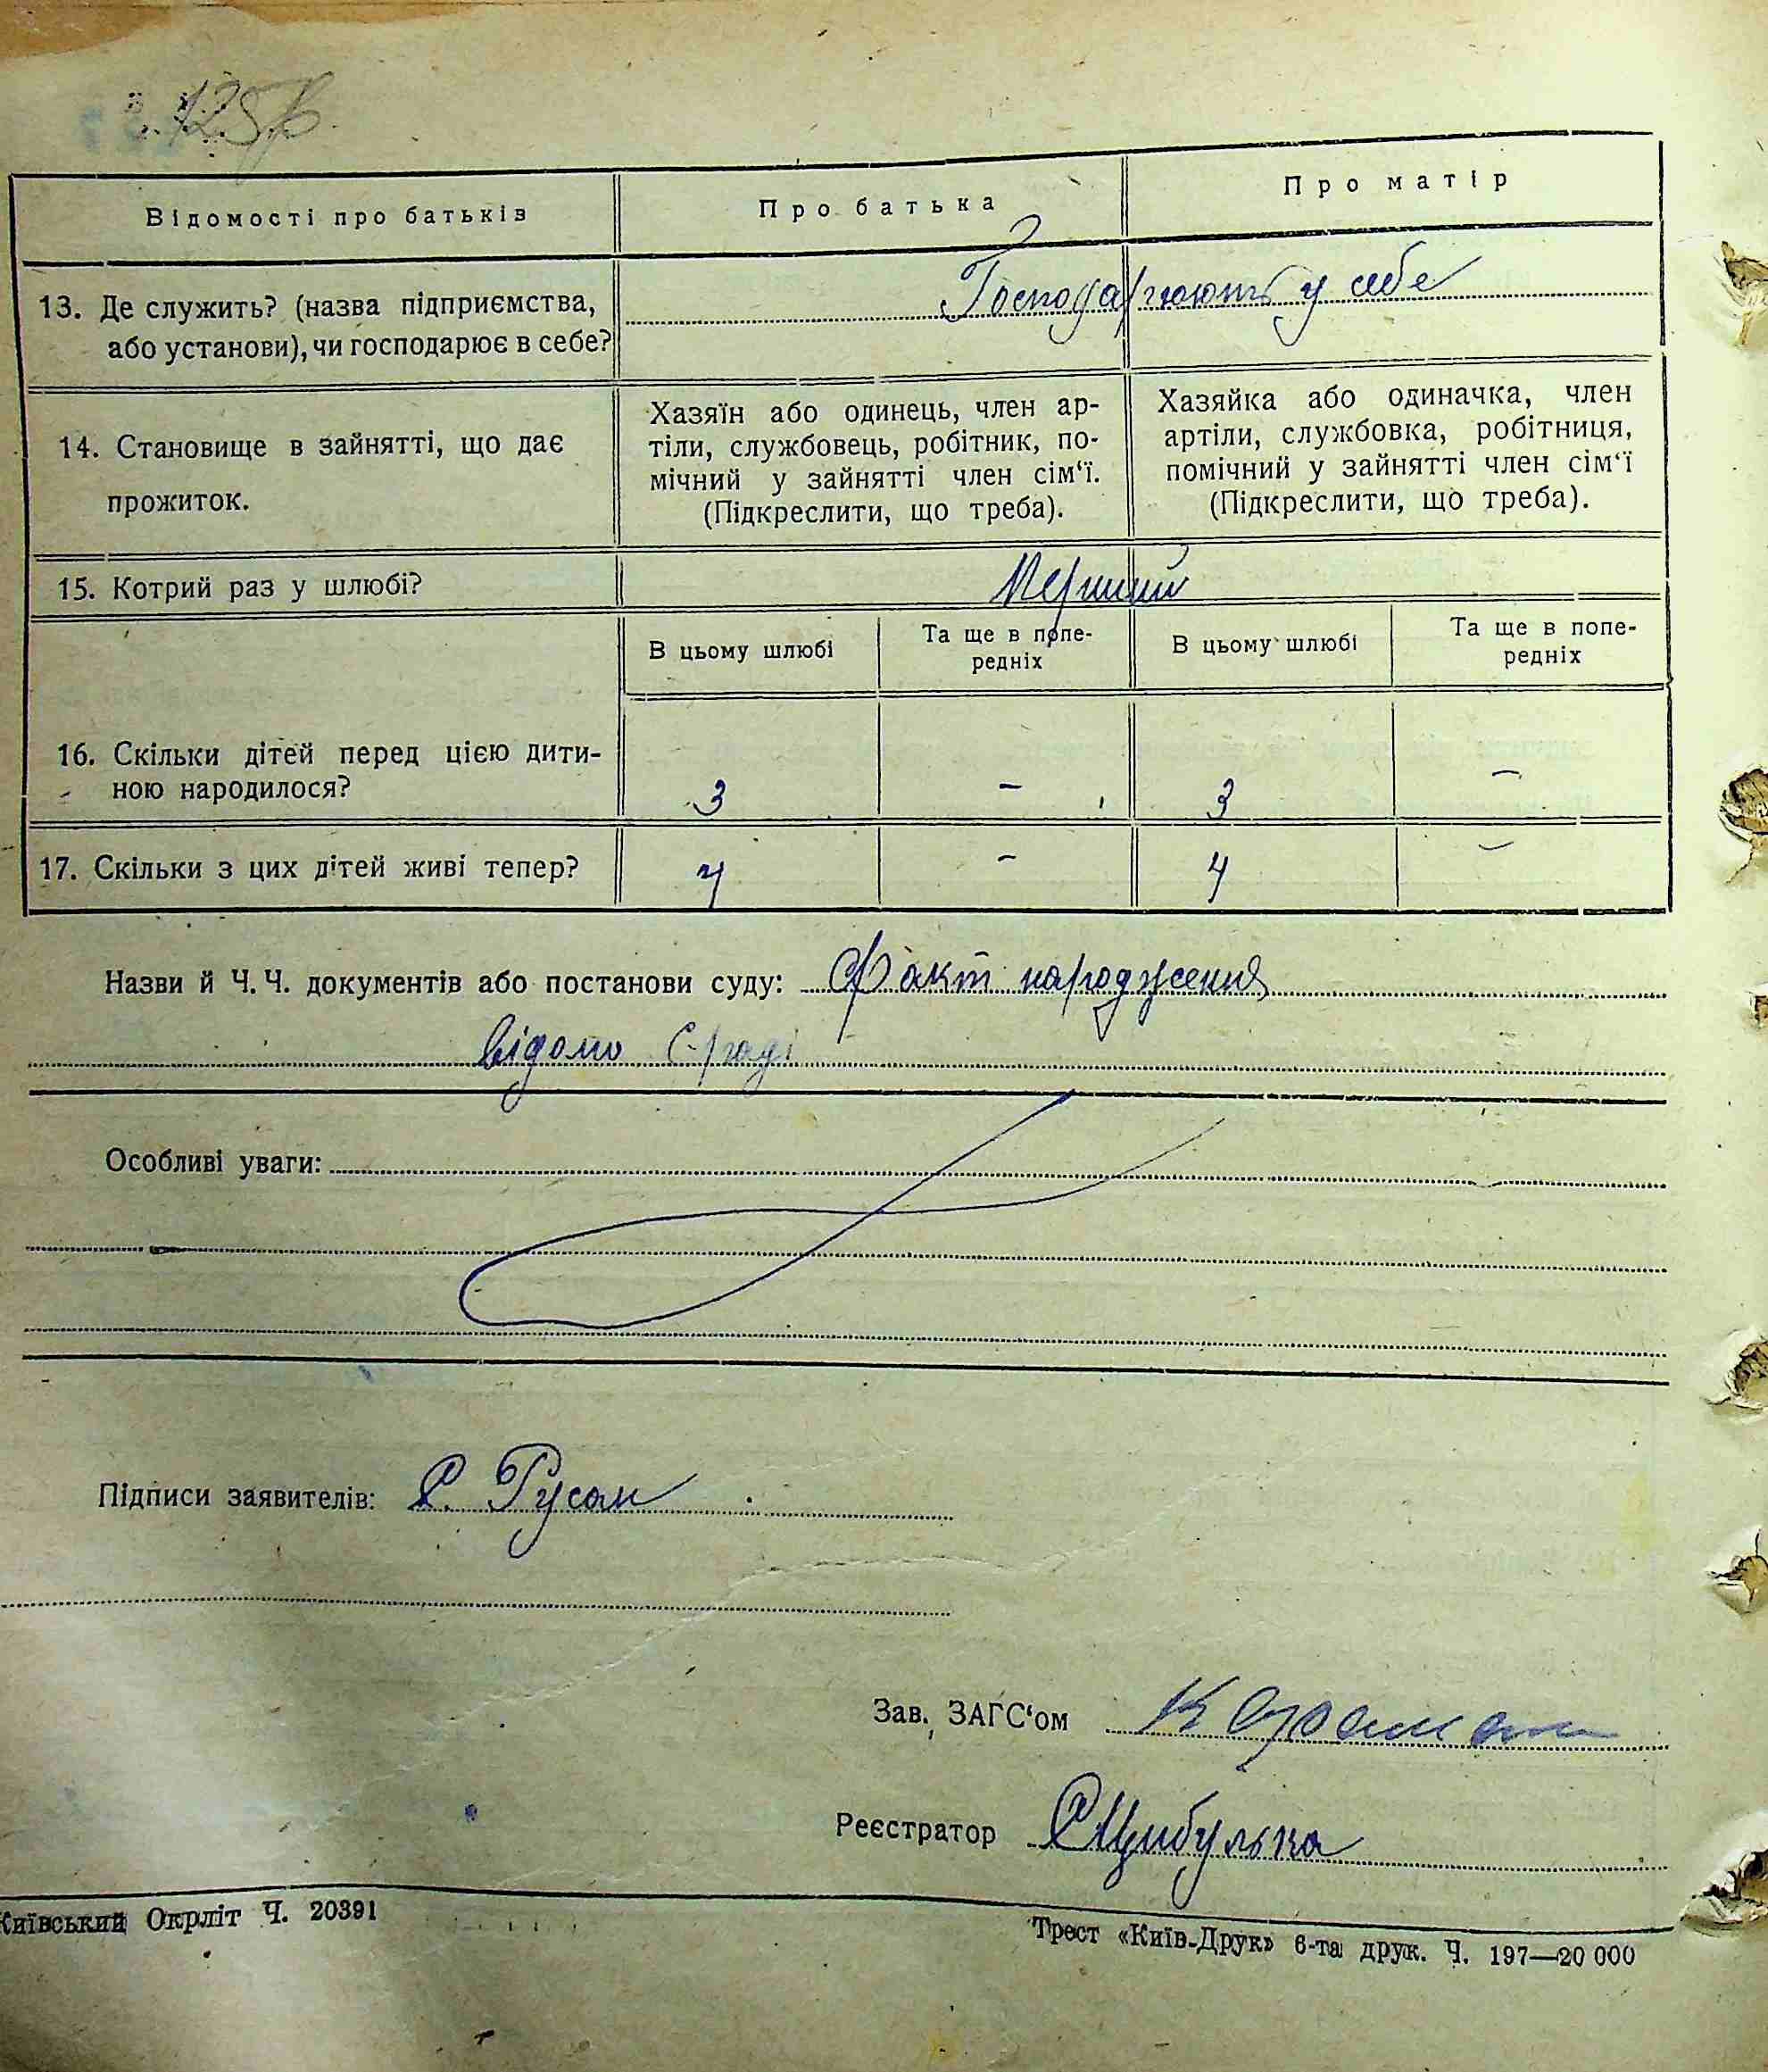 Відомості про батьків
Про батька
Про матір
13. Де служить? (назва підприємства,
або установи), чи господарює в себе?
Господарюють у себе
14. Становище в зайнятті, що дає
прожиток.
Хазяїн або одинець, член ар-
тіли, службовець, робітник, по-
мічний у зайнятті член сім‘ї.
(Підкреслити, що треба).
Хазяйка або одиначка, член
артіли, службовка, робітниця,
помічний у зайнятті член сім‘ї
(Підкреслити, що треба).
15. Котрий раз у шлюбі?
Перший
В цьому шлюбі
Та ще в попе-
редніх
В цьому шлюбі
Та ще в попе-
редніх
16. Скільки дітей перед цією дити-
ною народилося?
3 - 3 -
17. Скільки з цих дітей живі тепер?
4 - 4 -
Назви й Ч. Ч. документів або постанови суду: Факт народження
відомо С/раді
Особливі уваги:
Підписи заявителів: Русан
Зав. ЗАГС‘ом
Реєстратор Цибулька
Київський Окрліт Ч. 20391
Трест «Київ-Друк» 6-та друк. Ч. 197—20 000